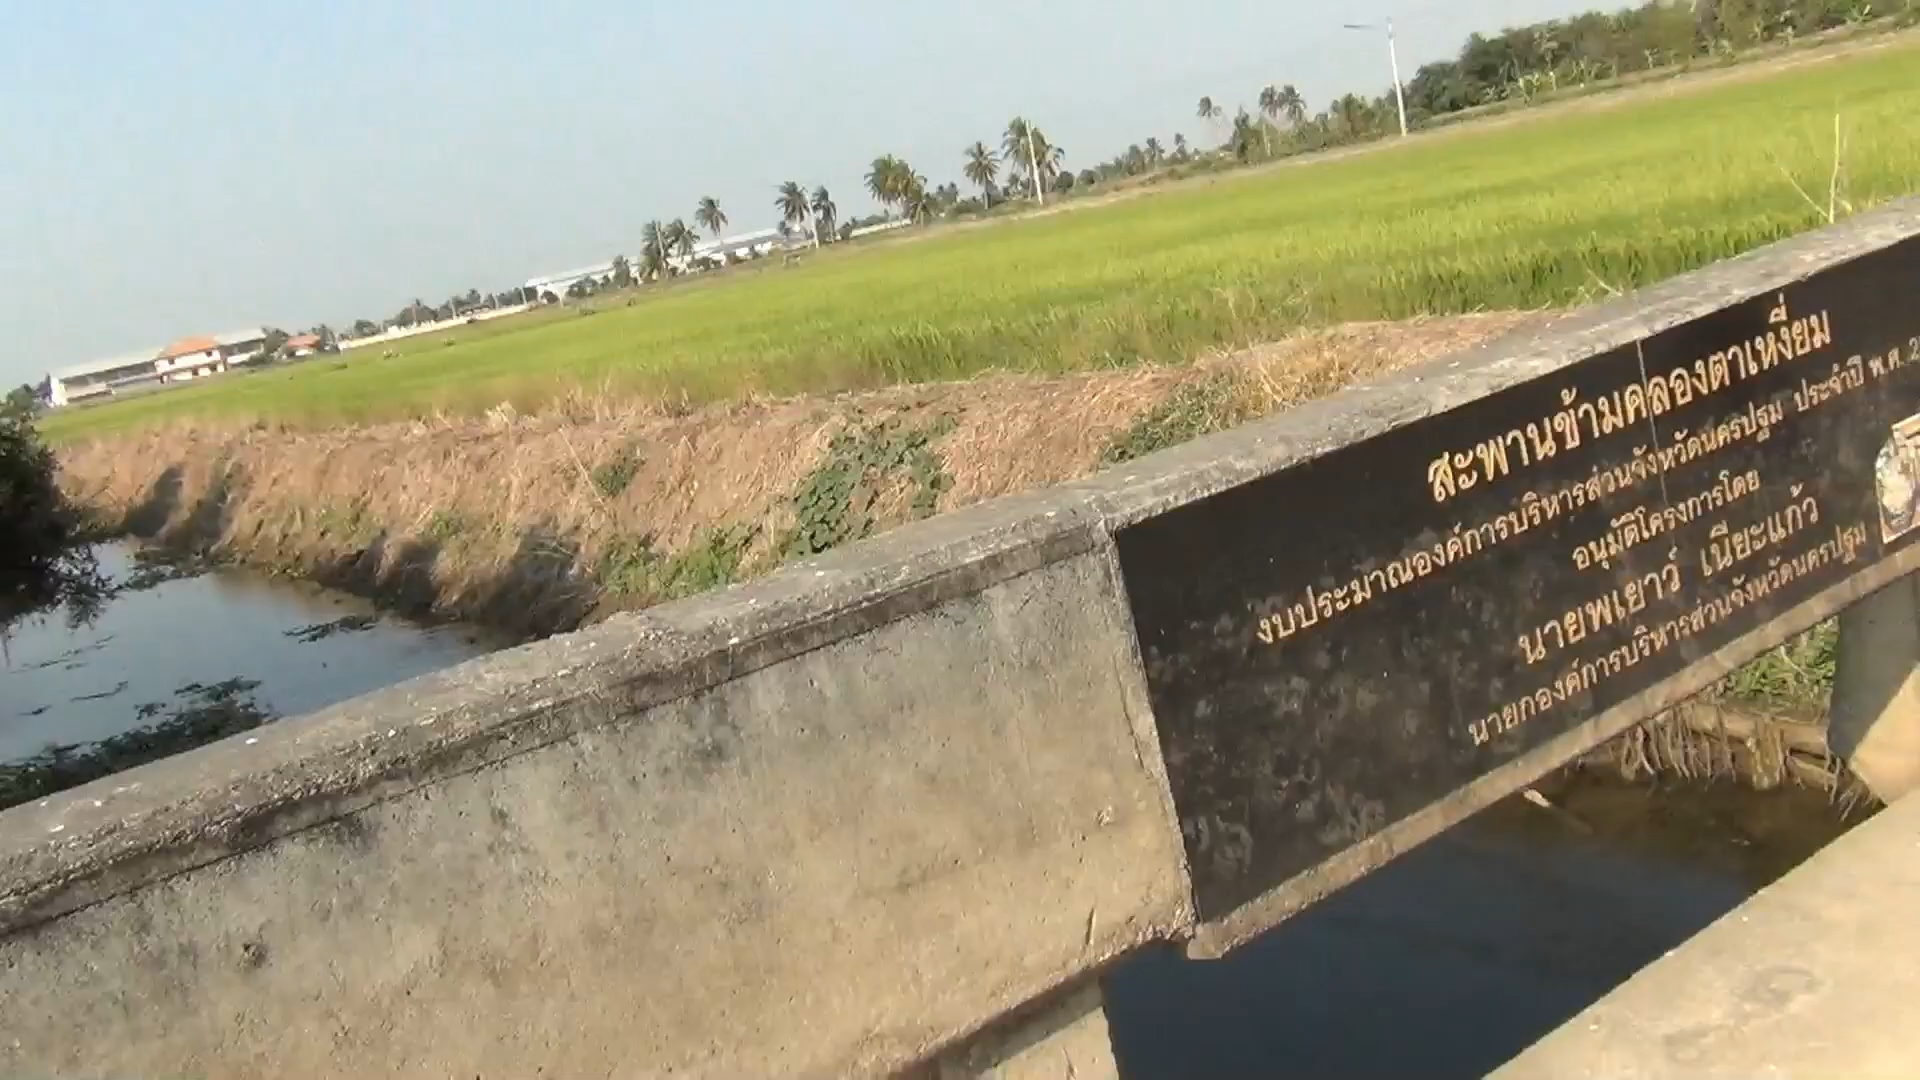 สะพานข้ามคลองตาเหงี่ยม
งบประมาณองค์การบริหารส่วนจังหวัดนครปฐม ประจำปี พ.ศ. 2
อนุมัติโครงการโดย
นายพเยาว์ เนียะแก้ว
นายกองค์การบริหารส่วนจังหวัดนครปฐม